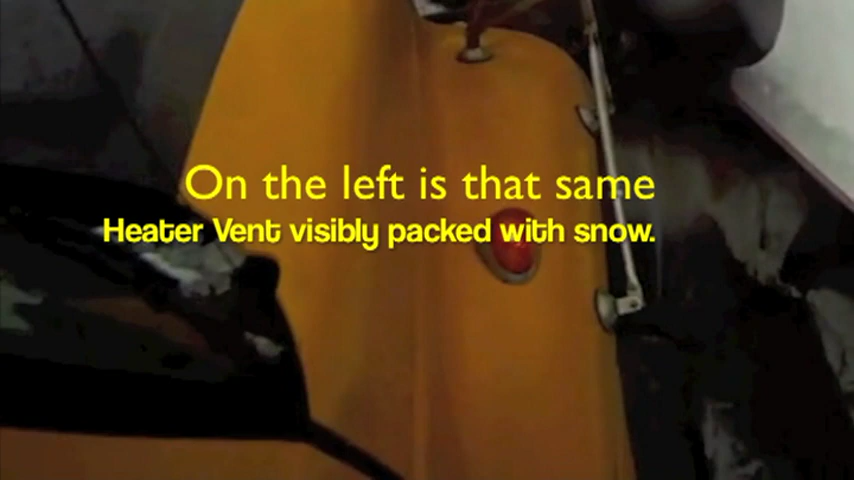 On the left is that same
Heater Vent visibly packed with snow.